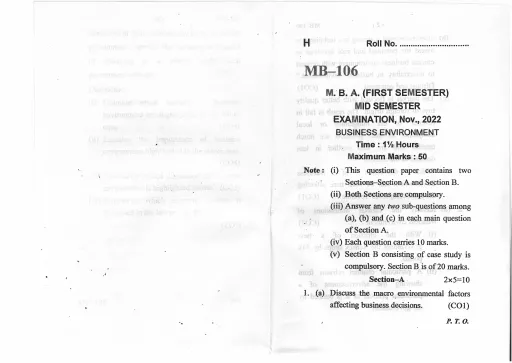 H Roll No. ..............................
MB–106
M. B. A. (FIRST SEMESTER)
MID SEMESTER
EXAMINATION, Nov., 2022
BUSINESS ENVIRONMENT
Time : 1½ Hours
Maximum Marks : 50
Note : (i) This question paper contains two
Sections–Section A and Section B.
(ii) Both Sections are compulsory.
(iii) Answer any two sub-questions among
(a), (b) and (c) in each main question
of Section A.
(iv) Each question carries 10 marks.
(v) Section B consisting of case study is
compulsory. Section B is of 20 marks.
Section–A 2×5=10
1. (a) Discuss the macro environmental factors
affecting business decisions. (CO1)
P. T. O.